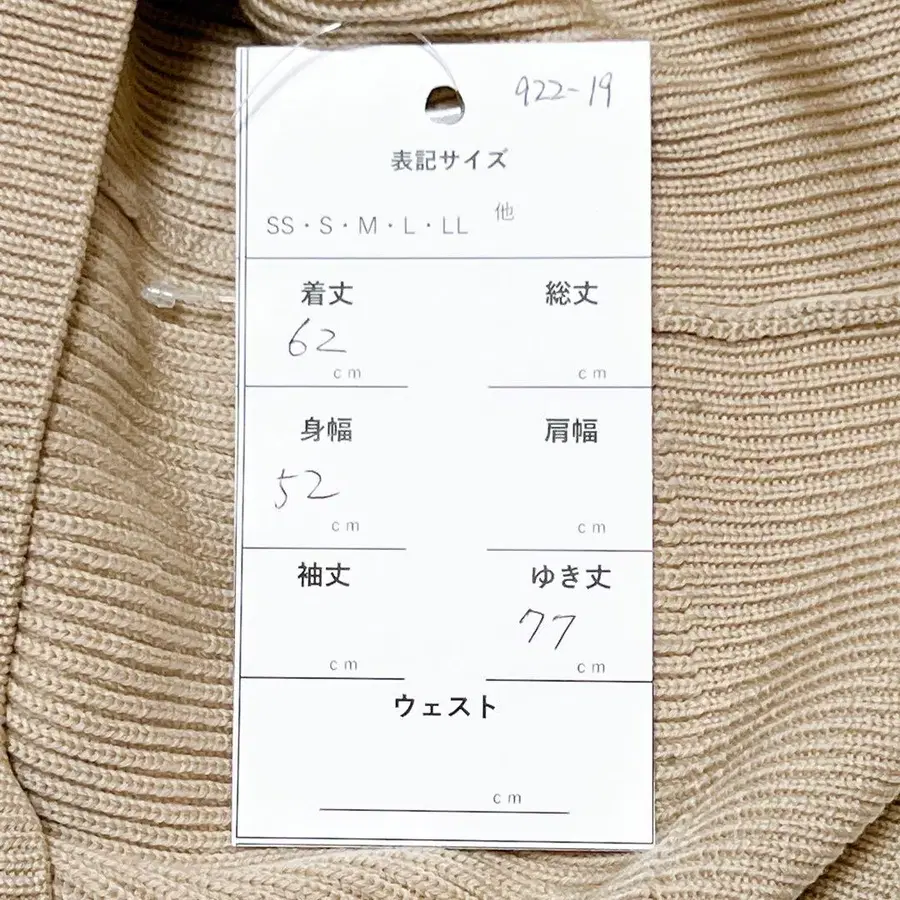 922-19
表記サイズ
SS・S・M・L・LL 他
着丈 総丈
62
cm cm
身幅 肩幅
52
cm cm
袖丈 ゆき丈
77
cm cm
ウェスト
cm